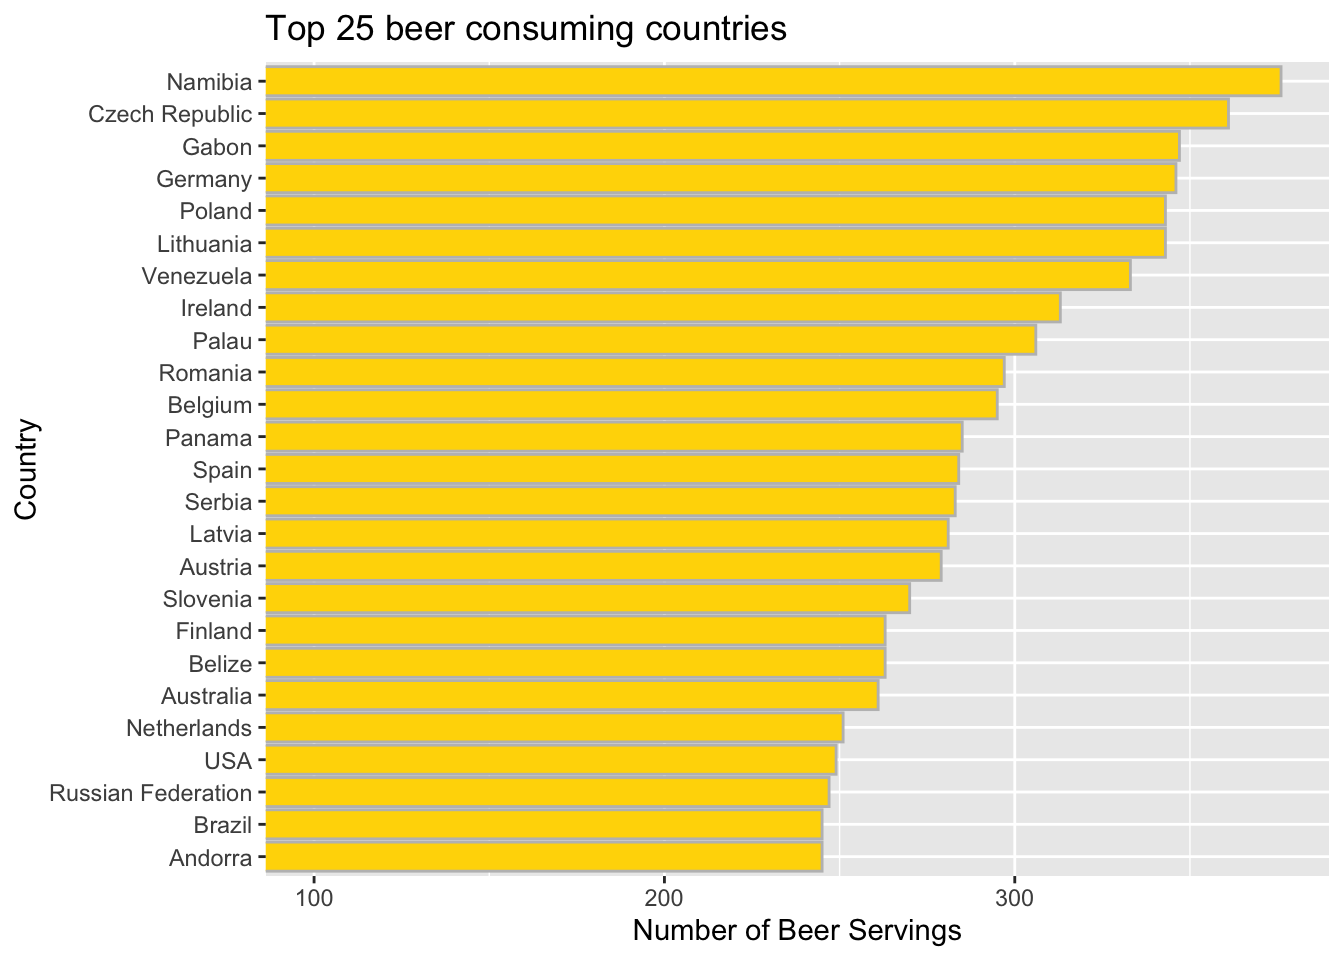 Top 25 beer consuming countries
Country
Namibia
Czech Republic
Gabon
Germany
Poland
Lithuania
Venezuela
Ireland
Palau
Romania
Belgium
Panama
Spain
Serbia
Latvia
Austria
Slovenia
Finland
Belize
Australia
Netherlands
USA
Russian Federation
Brazil
Andorra
100 200 300
Number of Beer Servings